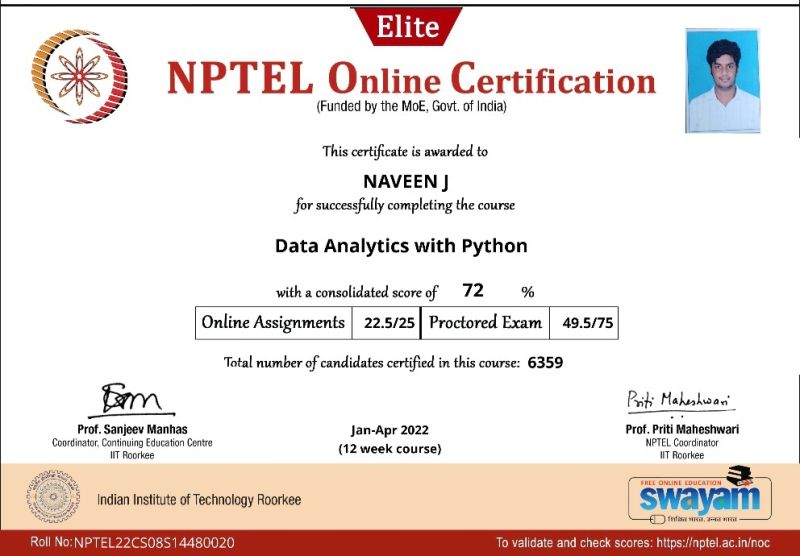 Elite
NPTEL Online Certification
(Funded by the MoE, Govt. of India)
This certificate is awarded to
NAVEEN J
for successfully completing the course
Data Analytics with Python
with a consolidated score of 72 %
Online Assignments 22.5/25 Proctored Exam 49.5/75
Total number of candidates certified in this course: 6359
Priti Maheshwari
Prof. Sanjeev Manhas
Coordinator, Continuing Education Centre
IIT Roorkee
Jan-Apr 2022
(12 week course)
Prof. Priti Maheshwari
NPTEL Coordinator
IIT Roorkee
Indian Institute of Technology Roorkee
FREE ONLINE EDUCATION
swayam
शिक्षित भारत, उन्नत भारत
Roll No: NPTEL22CS08S14480020
To validate and check scores: https://nptel.ac.in/noc